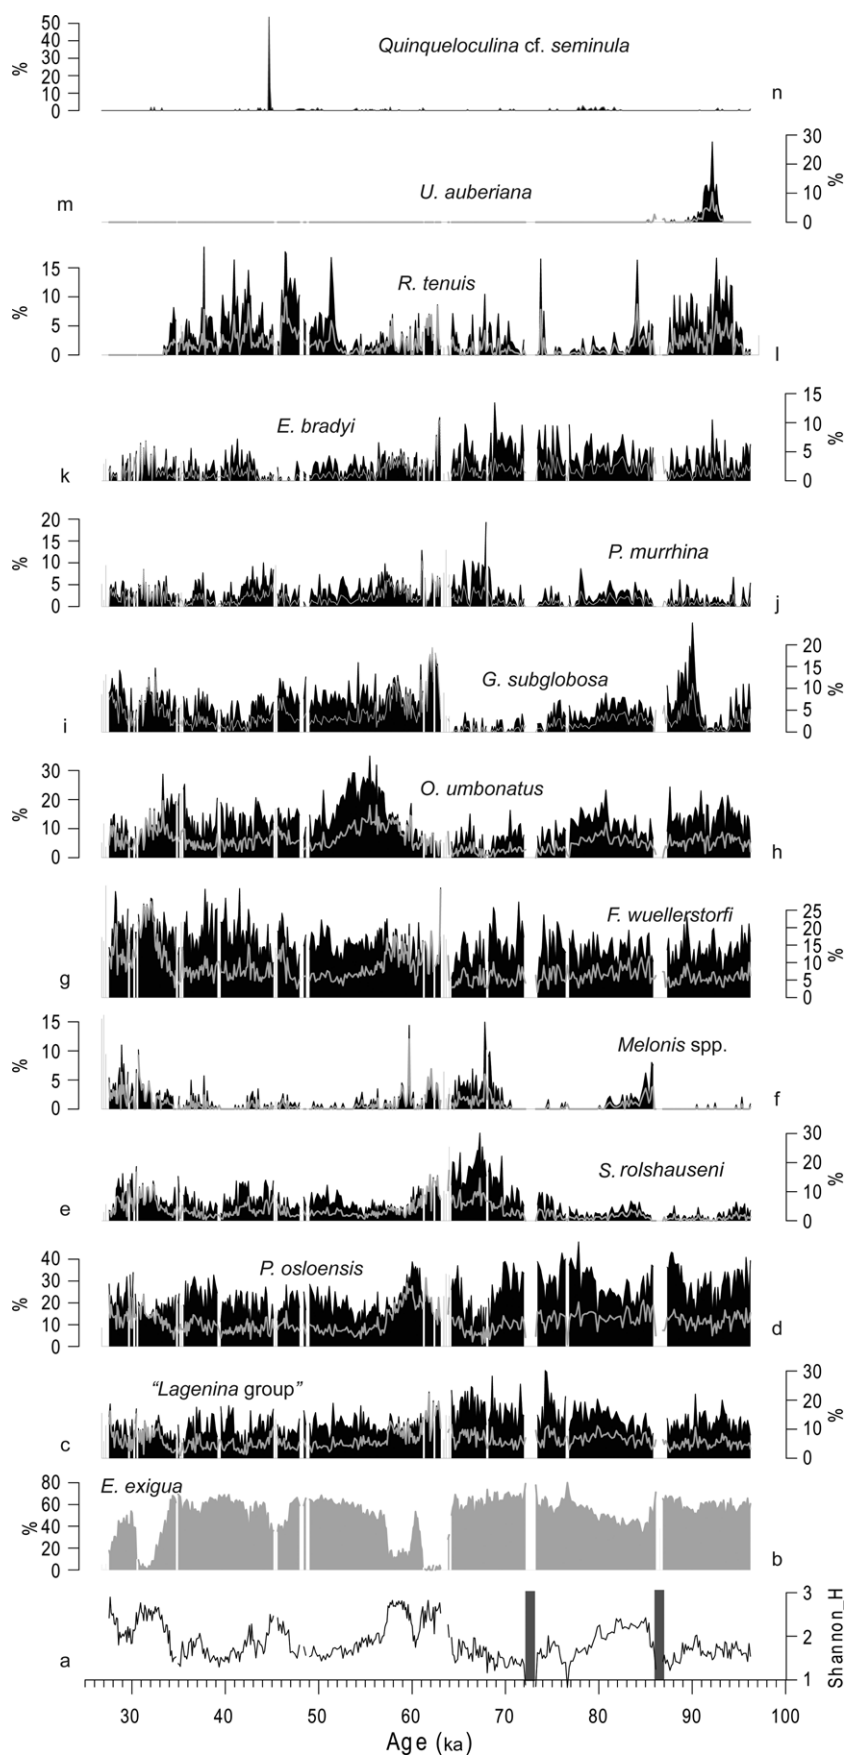 50
40
30
20
10
0
%
Quinqueloculina cf. seminula
n
30
20
10
0
%
U. auberiana
m
15
10
5
0
%
R. tenuis
l
15
10
5
0
%
E. bradyi
k
20
15
10
5
0
%
P. murrhina
j
20
15
10
5
0
%
G. subglobosa
i
30
20
10
0
%
O. umbonatus
h
25
20
15
10
5
0
%
F. wuellerstorfi
g
15
10
5
0
%
Melonis spp.
f
30
20
10
0
%
S. rolshauseni
e
40
30
20
10
0
%
P. osloensis
d
30
20
10
0
%
"Lagenina group"
c
80
60
40
20
0
%
E. exigua
b
3
2
1
Shannon_H
a
30 40 50 60 70 80 90 100
Age (ka)